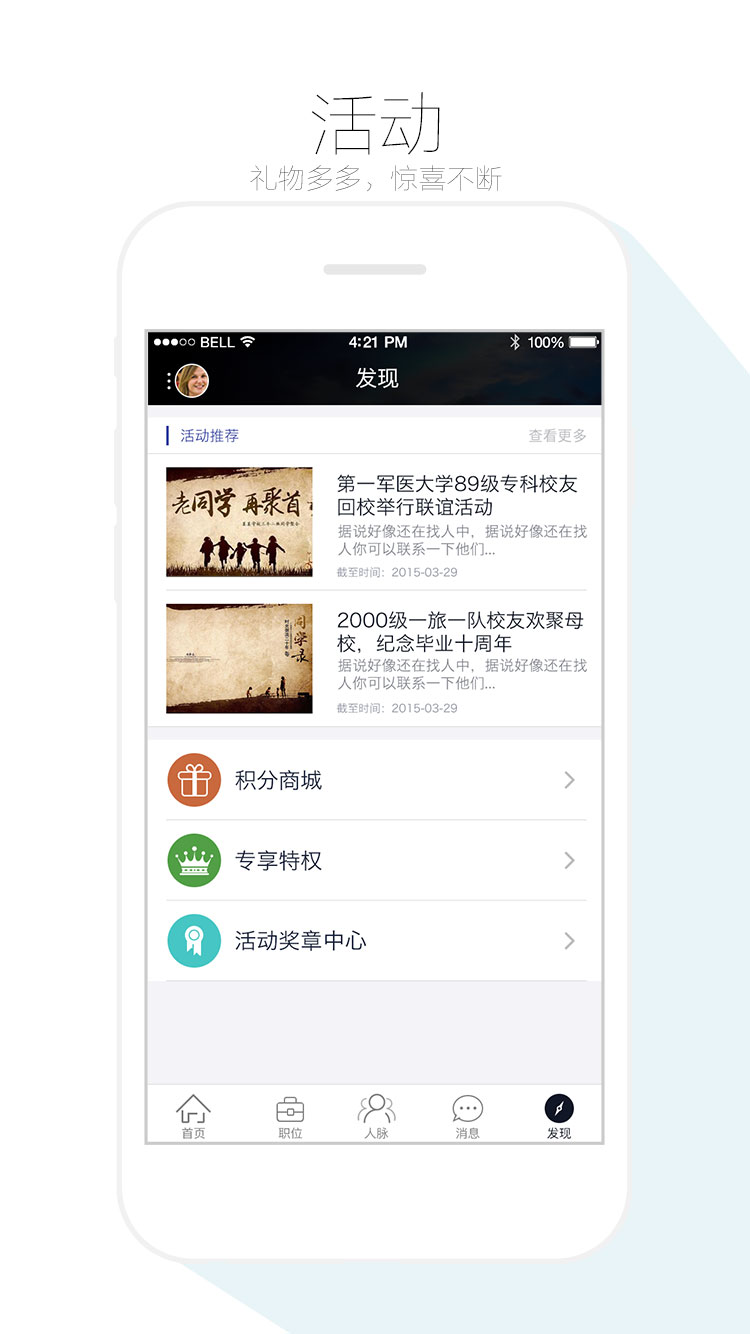 活动
礼物多多，惊喜不断
BELL 4:21 PM 100%
发现
活动推荐 查看更多
老同学 再聚首
第一军医大学89级专科校友
回校举行联谊活动
据说好像还在找人中，据说好像还在找
人你可以联系一下他们...
截至时间：2015-03-29
同学录
2000级一旅一队校友欢聚母
校，纪念毕业十周年
据说好像还在找人中，据说好像还在找
人你可以联系一下他们...
截至时间：2015-03-29
积分商城
专享特权
活动奖章中心
首页 职位 人脉 消息 发现